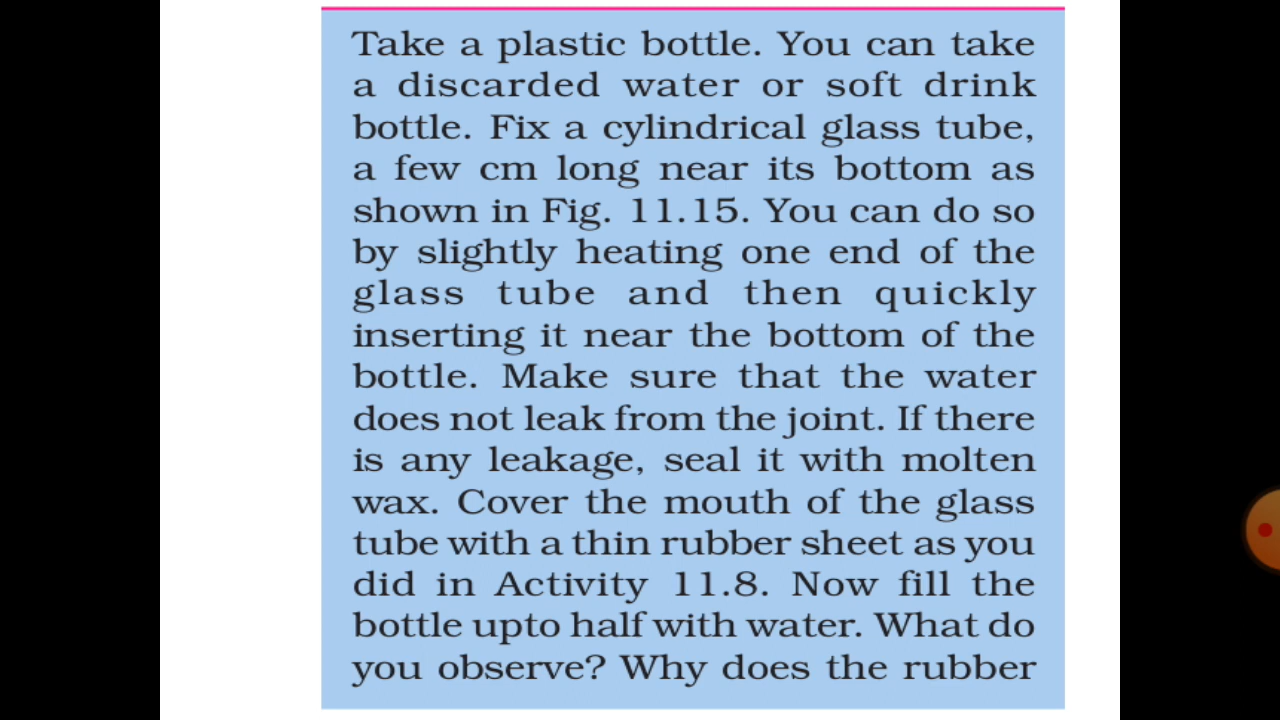 Take a plastic bottle. You can take
a discarded water or soft drink
bottle. Fix a cylindrical glass tube,
a few cm long near its bottom as
shown in Fig. 11.15. You can do so
by slightly heating one end of the
glass tube and then quickly
inserting it near the bottom of the
bottle. Make sure that the water
does not leak from the joint. If there
is any leakage, seal it with molten
wax. Cover the mouth of the glass
tube with a thin rubber sheet as you
did in Activity 11.8. Now fill the
bottle upto half with water. What do
you observe? Why does the rubber